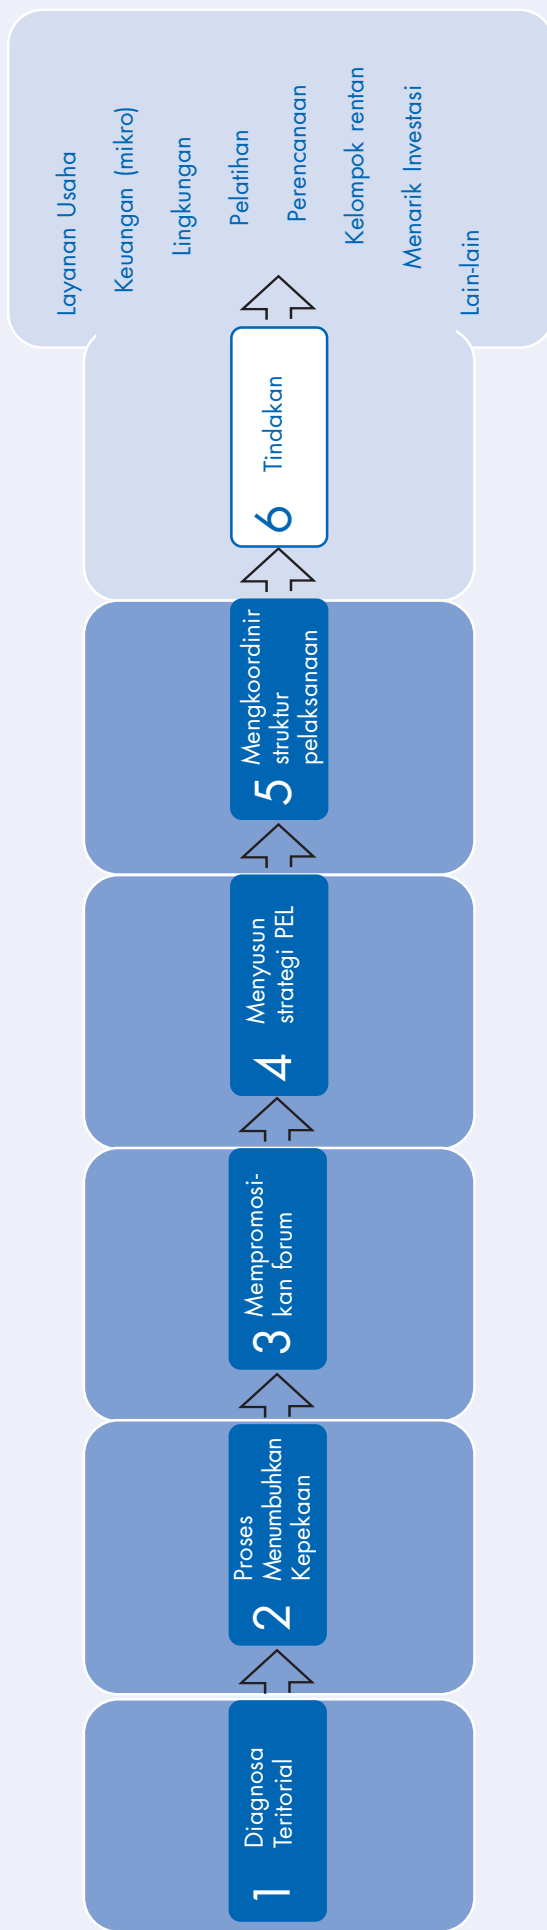 1
Diagnosa
Teritorial
2
Proses
Menumbuhkan
Kepekaan
3
Mempromosi-
kan forum
4
Menyusun
strategi PEL
5
Mengkoordinir
struktur
pelaksanaan
6
Tindakan
Layanan Usaha
Keuangan (mikro)
Lingkungan
Pelatihan
Perencanaan
Kelompok rentan
Menarik Investasi
Lain-lain